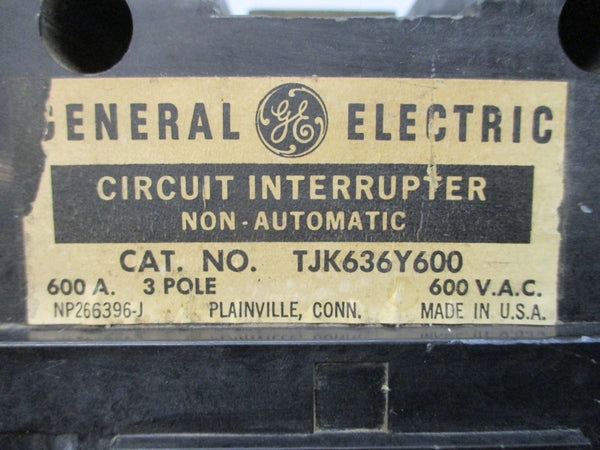 GENERAL GE ELECTRIC
CIRCUIT INTERRUPTER
NON-AUTOMATIC
CAT. NO. TJK636Y600
600 A. 3 POLE 600 V.A.C.
NP266396-J PLAINVILLE, CONN. MADE IN U.S.A.